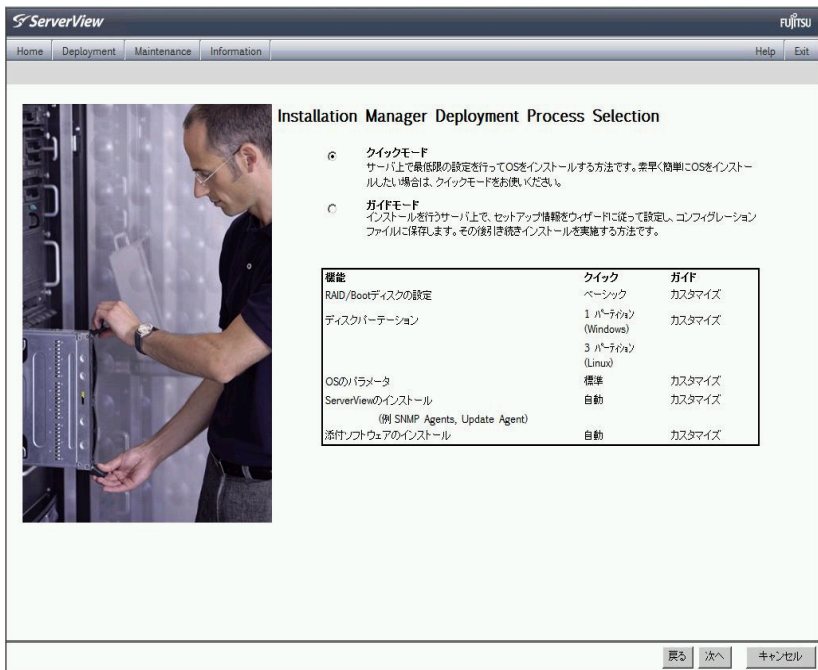 ServerView
FUJITSU
Home Deployment Maintenance Information Help Exit
Installation Manager Deployment Process Selection
クイックモード
サーバ上で最低限の設定を行ってOSをインストールする方法です。素早く簡単にOSをインストー
ルしたい場合は、クイックモードをお使いください。
ガイドモード
インストールを行うサーバ上で、セットアップ情報をウィザードに従って設定し、コンフィグレーション
ファイルに保存します。その後引き続きインストールを実施する方法です。
機能 クイック ガイド
RAID/Bootディスクの設定 ベーシック カスタマイズ
ディスクパーテーション 1 パーティション カスタマイズ
(Windows)
3 パーティション
(Linux)
OSのパラメータ 標準 カスタマイズ
ServerViewのインストール 自動 カスタマイズ
(例 SNMP Agents, Update Agent)
添付ソフトウェアのインストール 自動 カスタマイズ
戻る 次へ キャンセル